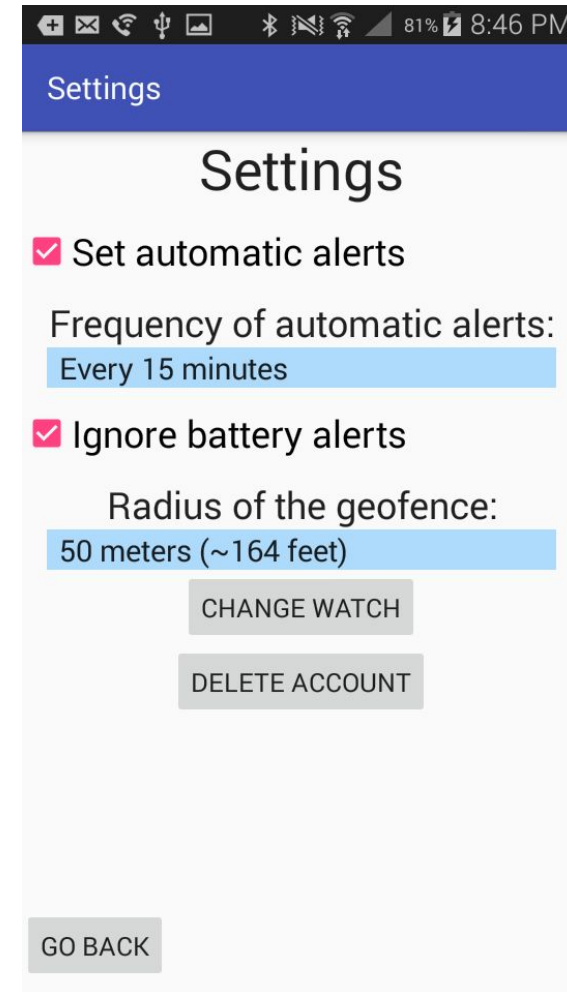 81% 8:46 PM
Settings
Settings
Set automatic alerts
Frequency of automatic alerts:
Every 15 minutes
Ignore battery alerts
Radius of the geofence:
50 meters (~164 feet)
CHANGE WATCH
DELETE ACCOUNT
GO BACK